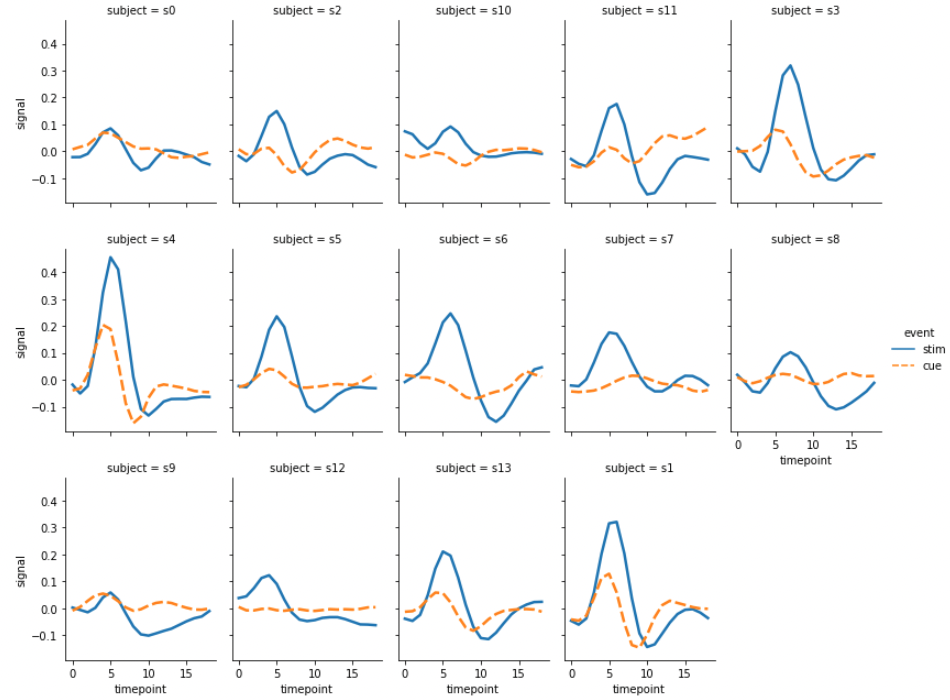 subject = s0 subject = s2 subject = s10 subject = s11 subject = s3
0.4
0.3
0.2
0.1
0.0
−0.1
signal
subject = s4 subject = s5 subject = s6 subject = s7 subject = s8
0.4
0.3
0.2
0.1
0.0
−0.1
signal
0 5 10 15
timepoint
event
stim
cue
subject = s9 subject = s12 subject = s13 subject = s1
0.4
0.3
0.2
0.1
0.0
−0.1
signal
0 5 10 15 0 5 10 15 0 5 10 15 0 5 10 15
timepoint timepoint timepoint timepoint